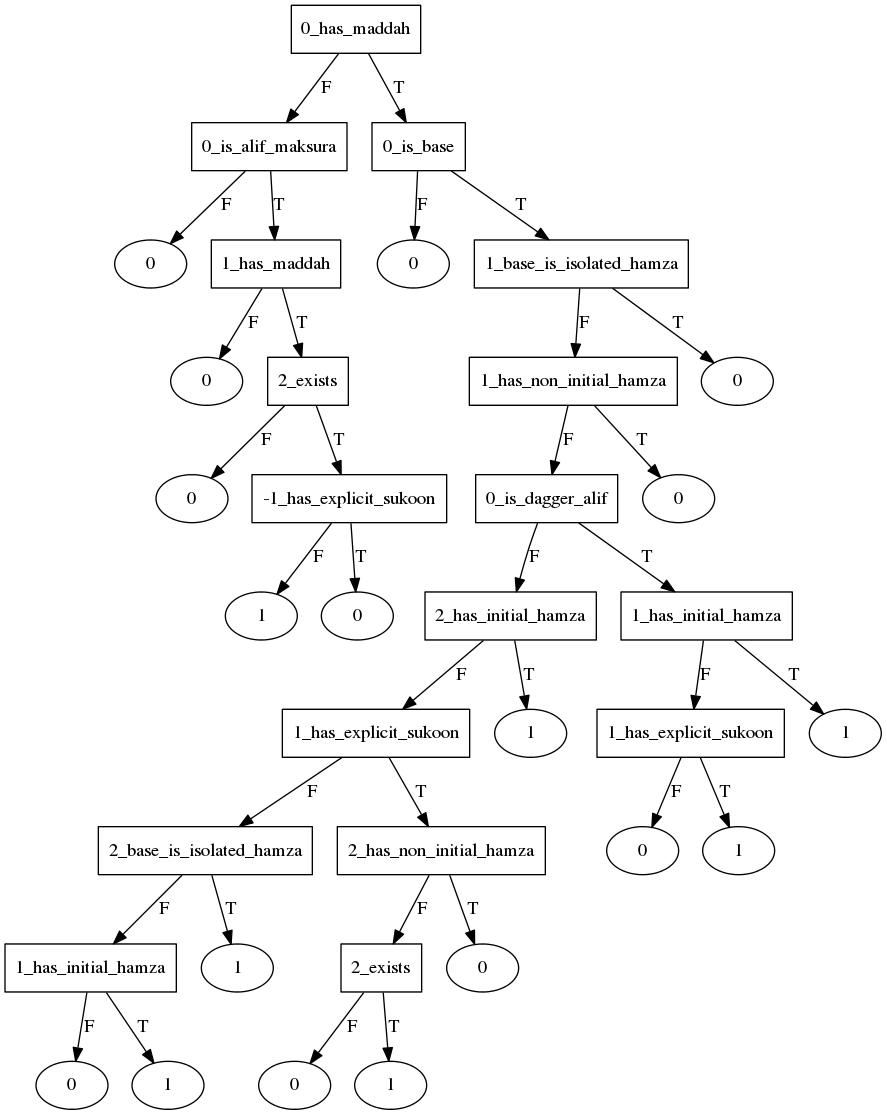 0_has_maddah
F
T
0_is_alif_maksura
0_is_base
F
T
F
T
0
1_has_maddah
0
1_base_is_isolated_hamza
F
T
F
T
0
2_exists
1_has_non_initial_hamza
0
F
T
F
T
0
-1_has_explicit_sukoon
0_is_dagger_alif
0
F
T
F
T
1
0
2_has_initial_hamza
1_has_initial_hamza
F
T
F
T
1_has_explicit_sukoon
1
1_has_explicit_sukoon
1
F
T
F
T
2_base_is_isolated_hamza
2_has_non_initial_hamza
0
1
F
T
F
T
1_has_initial_hamza
1
2_exists
0
F
T
F
T
0
1
0
1